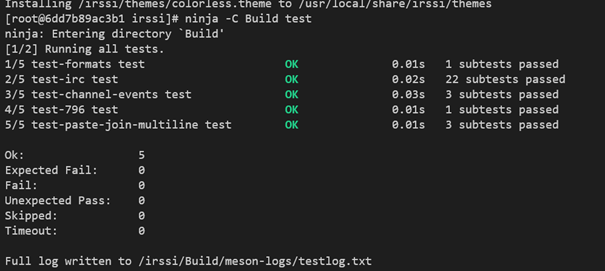 Installing /irssi/themes/colorless.theme to /usr/local/share/irssi/themes
[root@6dd7b89ac3b1 irssi]# ninja -C Build test
ninja: Entering directory `Build'
[1/2] Running all tests.
1/5 test-formats test OK 0.01s 1 subtests passed
2/5 test-irc test OK 0.02s 22 subtests passed
3/5 test-channel-events test OK 0.03s 3 subtests passed
4/5 test-796 test OK 0.01s 1 subtests passed
5/5 test-paste-join-multiline test OK 0.01s 3 subtests passed
Ok: 5
Expected Fail: 0
Fail: 0
Unexpected Pass: 0
Skipped: 0
Timeout: 0
Full log written to /irssi/Build/meson-logs/testlog.txt